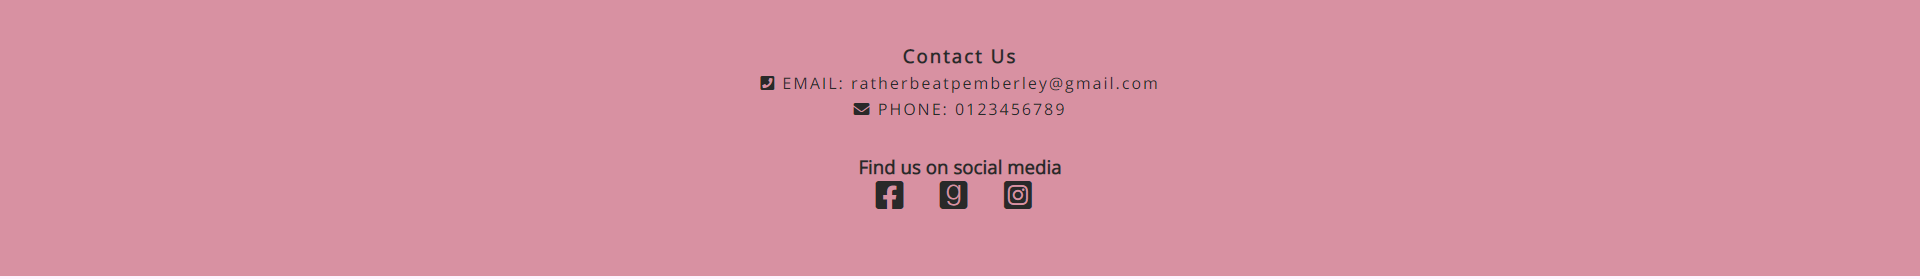 Contact Us
EMAIL: ratherbeatpemberley@gmail.com
PHONE: 0123456789
Find us on social media